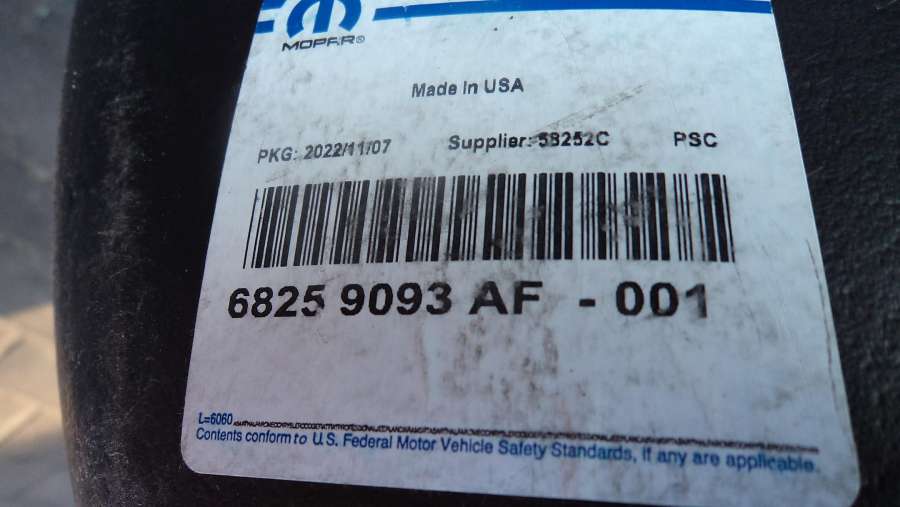 MOPAR®
Made In USA
PKG: 2022/11/07 Supplier: 58252C PSC
6825 9093 AF - 001
L=6060
Contents conform to U.S. Federal Motor Vehicle Safety Standards, if any are applicable.